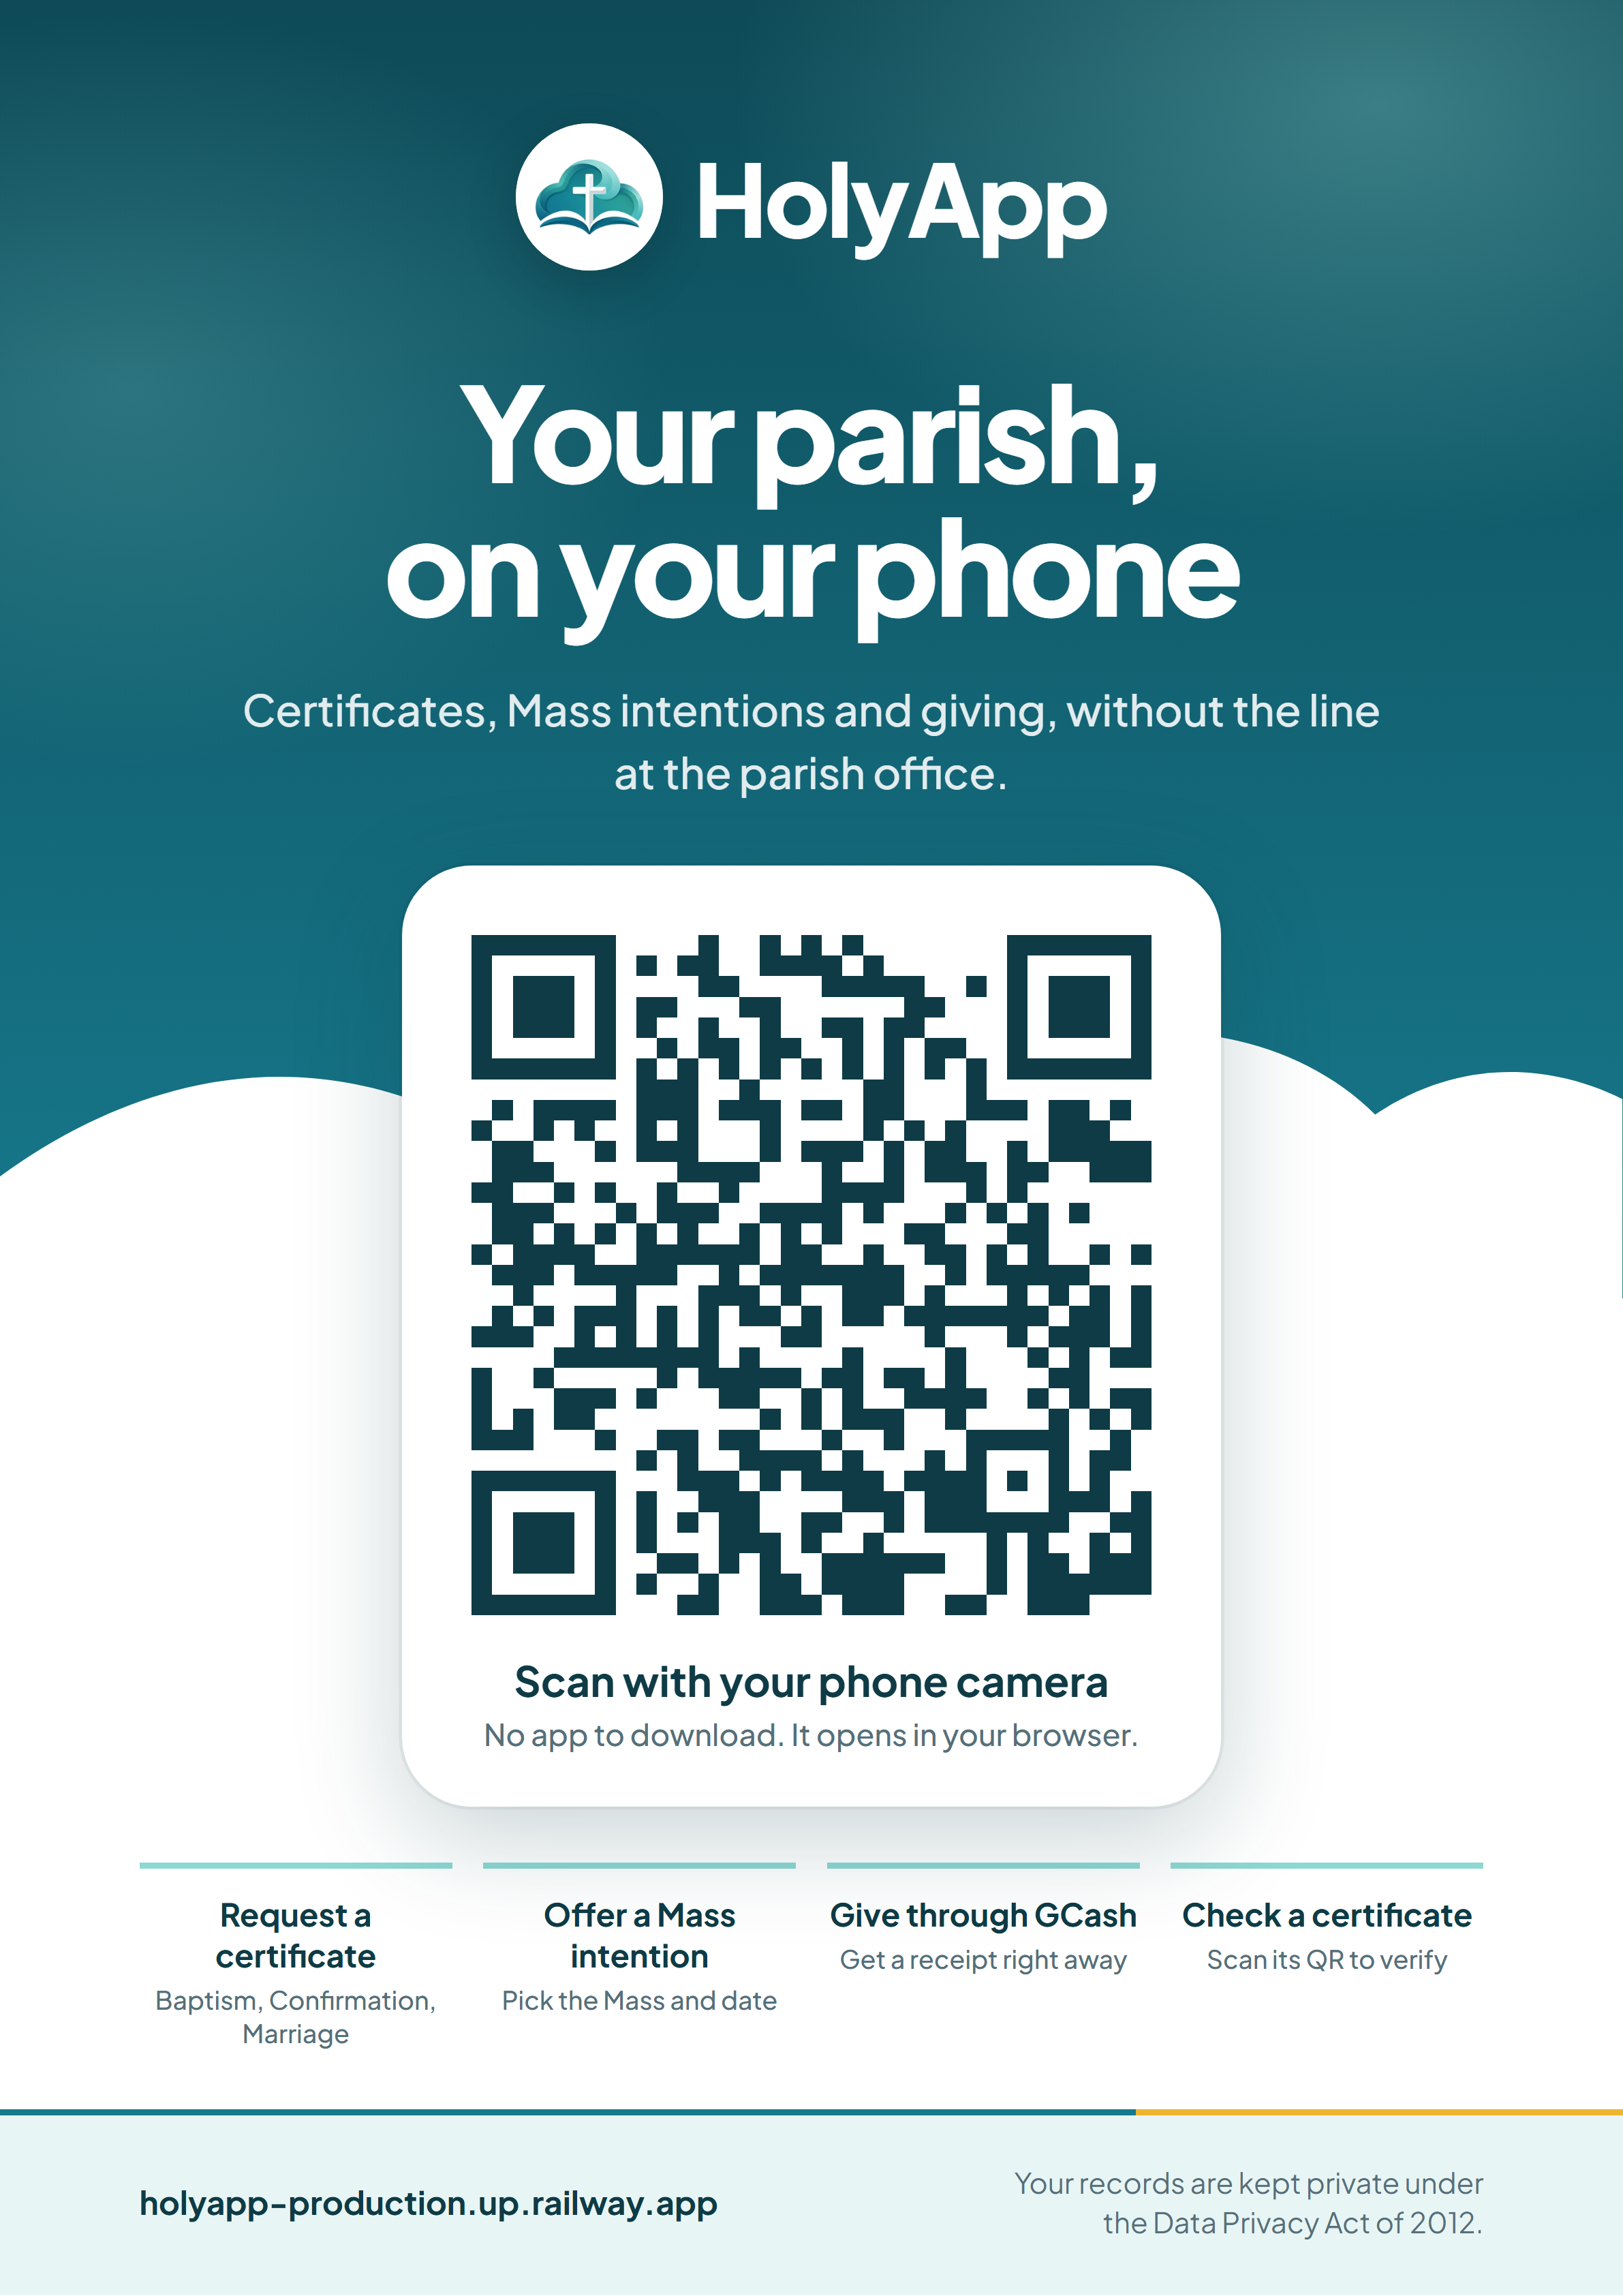 HolyApp
Your parish,
on your phone
Certificates, Mass intentions and giving, without the line
at the parish office.
Scan with your phone camera
No app to download. It opens in your browser.
Request a
certificate
Baptism, Confirmation,
Marriage
Offer a Mass
intention
Pick the Mass and date
Give through GCash
Get a receipt right away
Check a certificate
Scan its QR to verify
holyapp-production.up.railway.app
Your records are kept private under
the Data Privacy Act of 2012.